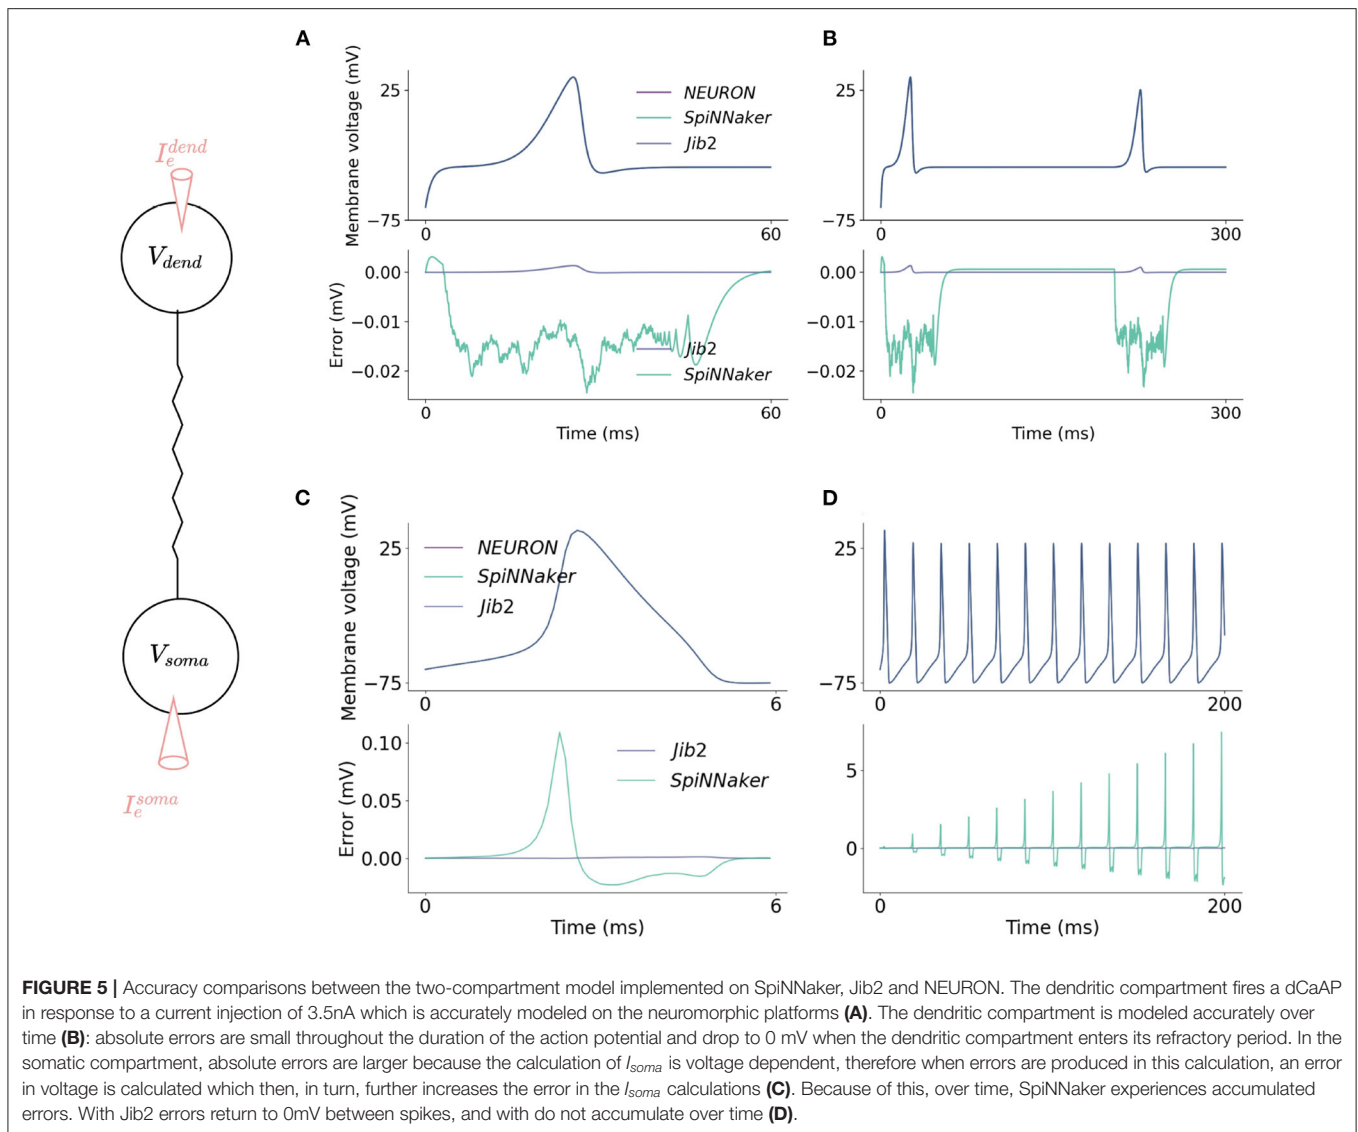 A
B
Membrane voltage (mV)
25
−75
NEURON
SpiNNaker
Jib2
0
60
25
−75
0
300
Error (mV)
0.00
−0.01
−0.02
Jib2
SpiNNaker
0
60
Time (ms)
0.00
−0.01
−0.02
0
300
Time (ms)
I_e^{dend}
V_{dend}
V_{soma}
I_e^{soma}
C
D
Membrane voltage (mV)
25
−75
NEURON
SpiNNaker
Jib2
0
6
25
−75
0
200
Error (mV)
0.10
0.05
0.00
Jib2
SpiNNaker
0
6
Time (ms)
5
0
0
200
Time (ms)
FIGURE 5 | Accuracy comparisons between the two-compartment model implemented on SpiNNaker, Jib2 and NEURON. The dendritic compartment fires a dCaAP
in response to a current injection of 3.5nA which is accurately modeled on the neuromorphic platforms (A). The dendritic compartment is modeled accurately over
time (B): absolute errors are small throughout the duration of the action potential and drop to 0 mV when the dendritic compartment enters its refractory period. In the
somatic compartment, absolute errors are larger because the calculation of I_{soma} is voltage dependent, therefore when errors are produced in this calculation, an error
in voltage is calculated which then, in turn, further increases the error in the I_{soma} calculations (C). Because of this, over time, SpiNNaker experiences accumulated
errors. With Jib2 errors return to 0mV between spikes, and with do not accumulate over time (D).